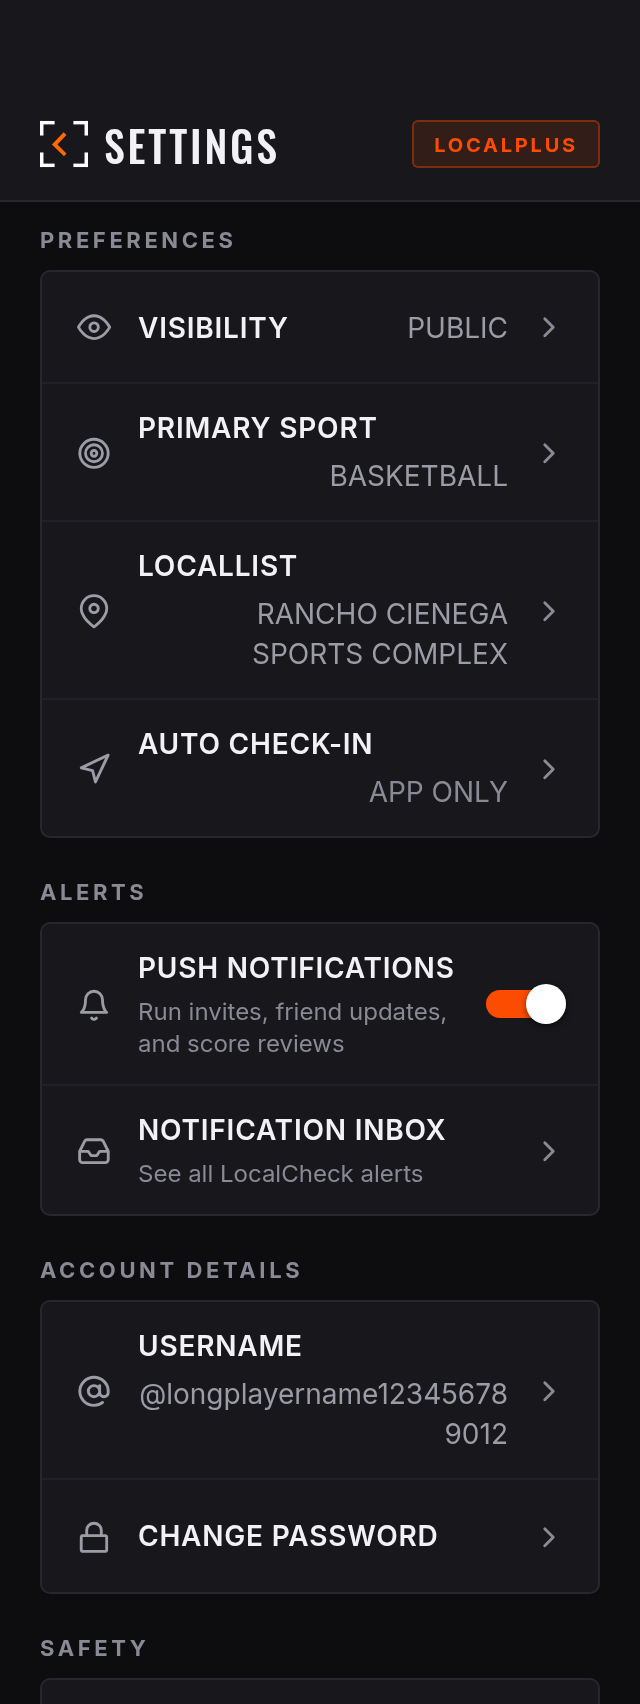 SETTINGS
LOCALPLUS
PREFERENCES
VISIBILITY
PUBLIC
PRIMARY SPORT
BASKETBALL
LOCALLIST
RANCHO CIENEGA
SPORTS COMPLEX
AUTO CHECK-IN
APP ONLY
ALERTS
PUSH NOTIFICATIONS
Run invites, friend updates,
and score reviews
NOTIFICATION INBOX
See all LocalCheck alerts
ACCOUNT DETAILS
USERNAME
@longplayername12345678
9012
CHANGE PASSWORD
SAFETY